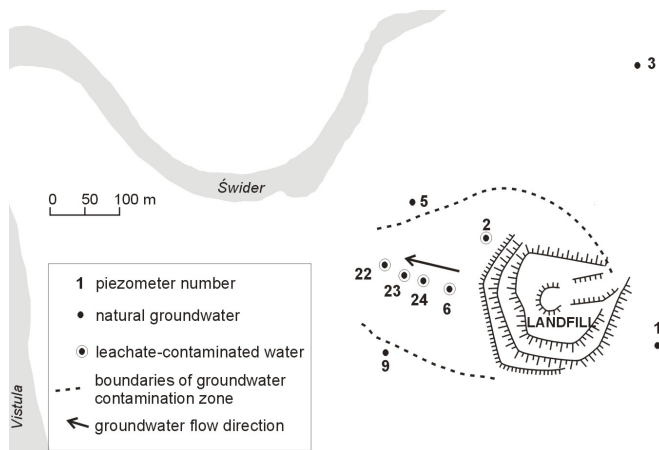 3
Świder
0 50 100 m
5
2
22
23
24
6
LANDFILL
1
9
1 piezometer number
natural groundwater
leachate-contaminated water
boundaries of groundwater
contamination zone
groundwater flow direction
Vistula